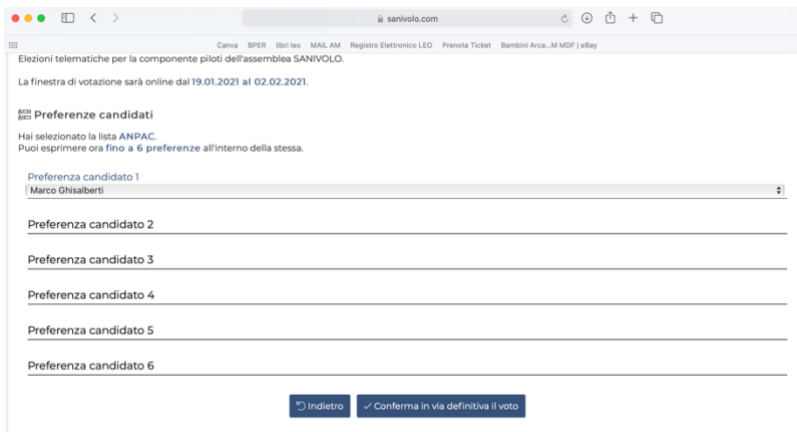 sanivolo.com
Canva BPER libri leo MAIL AM Registro Elettronico LEO Prenota Ticket Bambini Arca...M MDF | eBay
Elezioni telematiche per la componente piloti dell'assemblea SANIVOLO.
La finestra di votazione sarà online dal 19.01.2021 al 02.02.2021.
Preferenze candidati
Hai selezionato la lista ANPAC.
Puoi esprimere ora fino a 6 preferenze all'interno della stessa.
Preferenza candidato 1
Marco Ghisalberti
Preferenza candidato 2
Preferenza candidato 3
Preferenza candidato 4
Preferenza candidato 5
Preferenza candidato 6
Indietro Conferma in via definitiva il voto